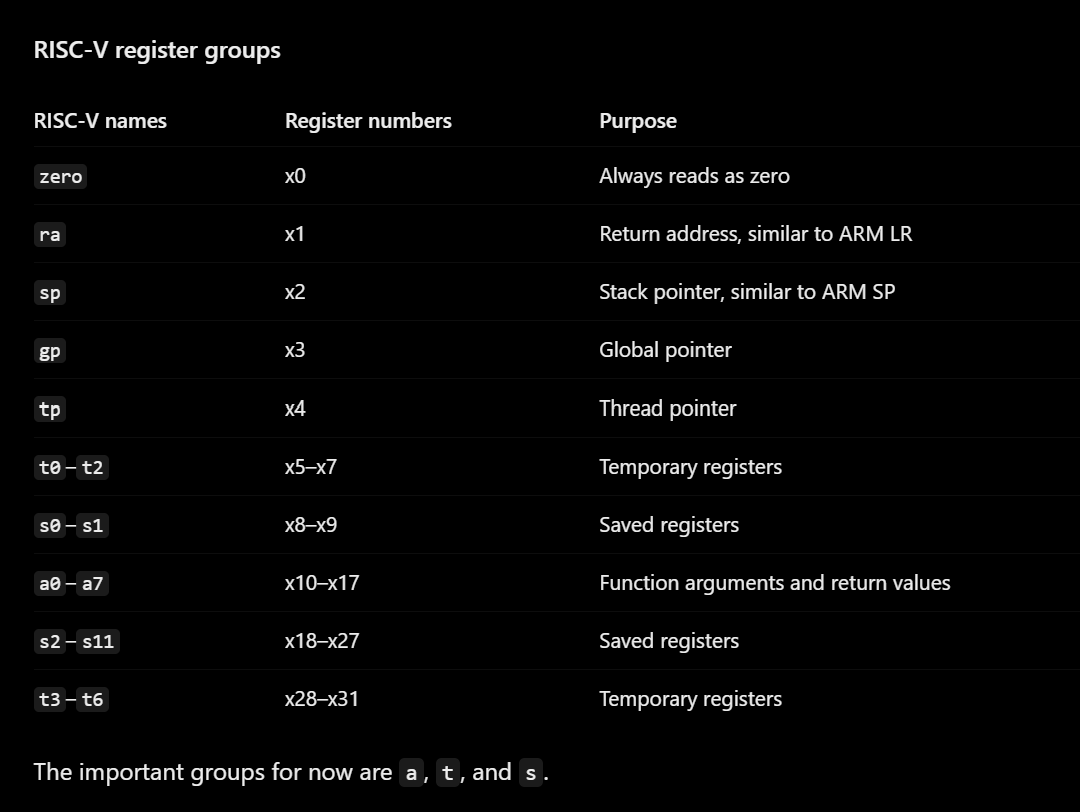 RISC-V register groups
RISC-V names Register numbers Purpose
zero x0 Always reads as zero
ra x1 Return address, similar to ARM LR
sp x2 Stack pointer, similar to ARM SP
gp x3 Global pointer
tp x4 Thread pointer
t0–t2 x5–x7 Temporary registers
s0–s1 x8–x9 Saved registers
a0–a7 x10–x17 Function arguments and return values
s2–s11 x18–x27 Saved registers
t3–t6 x28–x31 Temporary registers
The important groups for now are a, t, and s.